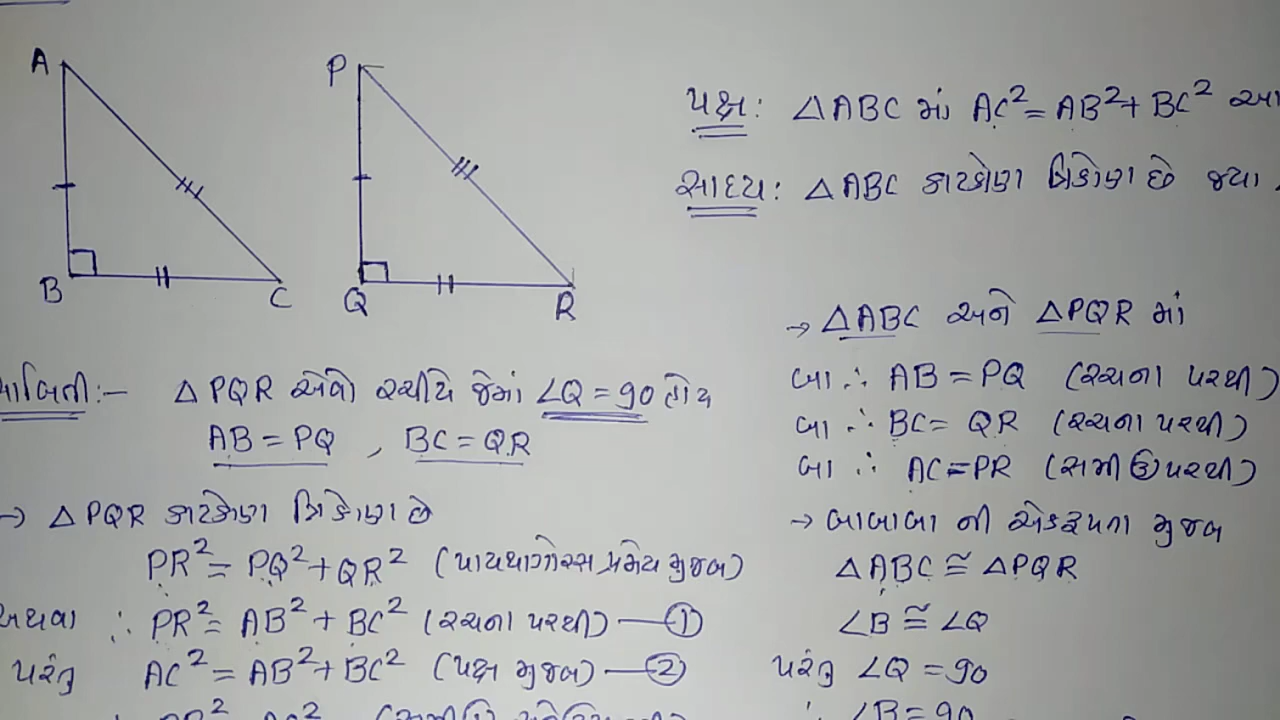 A
B
C
P
Q
R
પક્ષ: △ABC માં AC²= AB²+ BC²
સાધ્ય: △ABC કાટકોણ ત્રિકોણ છે જ્યા
સાબિતી:- △PQR એવો રચીયે જેમાં ∠Q = 90 હોય
AB = PQ , BC = QR
→ △PQR કાટકોણ ત્રિકોણ છે
PR² = PQ²+QR² (પાયથાગોરસ પ્રમેય મુજબ)
અથવા ∴ PR² = AB² + BC² (રચના પરથી) — ①
પરંતુ AC² = AB²+ BC² (પક્ષ મુજબ) — ②
→ △ABC અને △PQR માં
બા ∴ AB = PQ (રચના પરથી)
બા ∴ BC = QR (રચના પરથી)
બા ∴ AC = PR (સમી ③ પરથી)
→ બાબાબા ની એકરૂપતા મુજબ
△ABC ≅ △PQR
∠B ≅ ∠Q
પરંતુ ∠Q = 90
∴ ∠B = 90